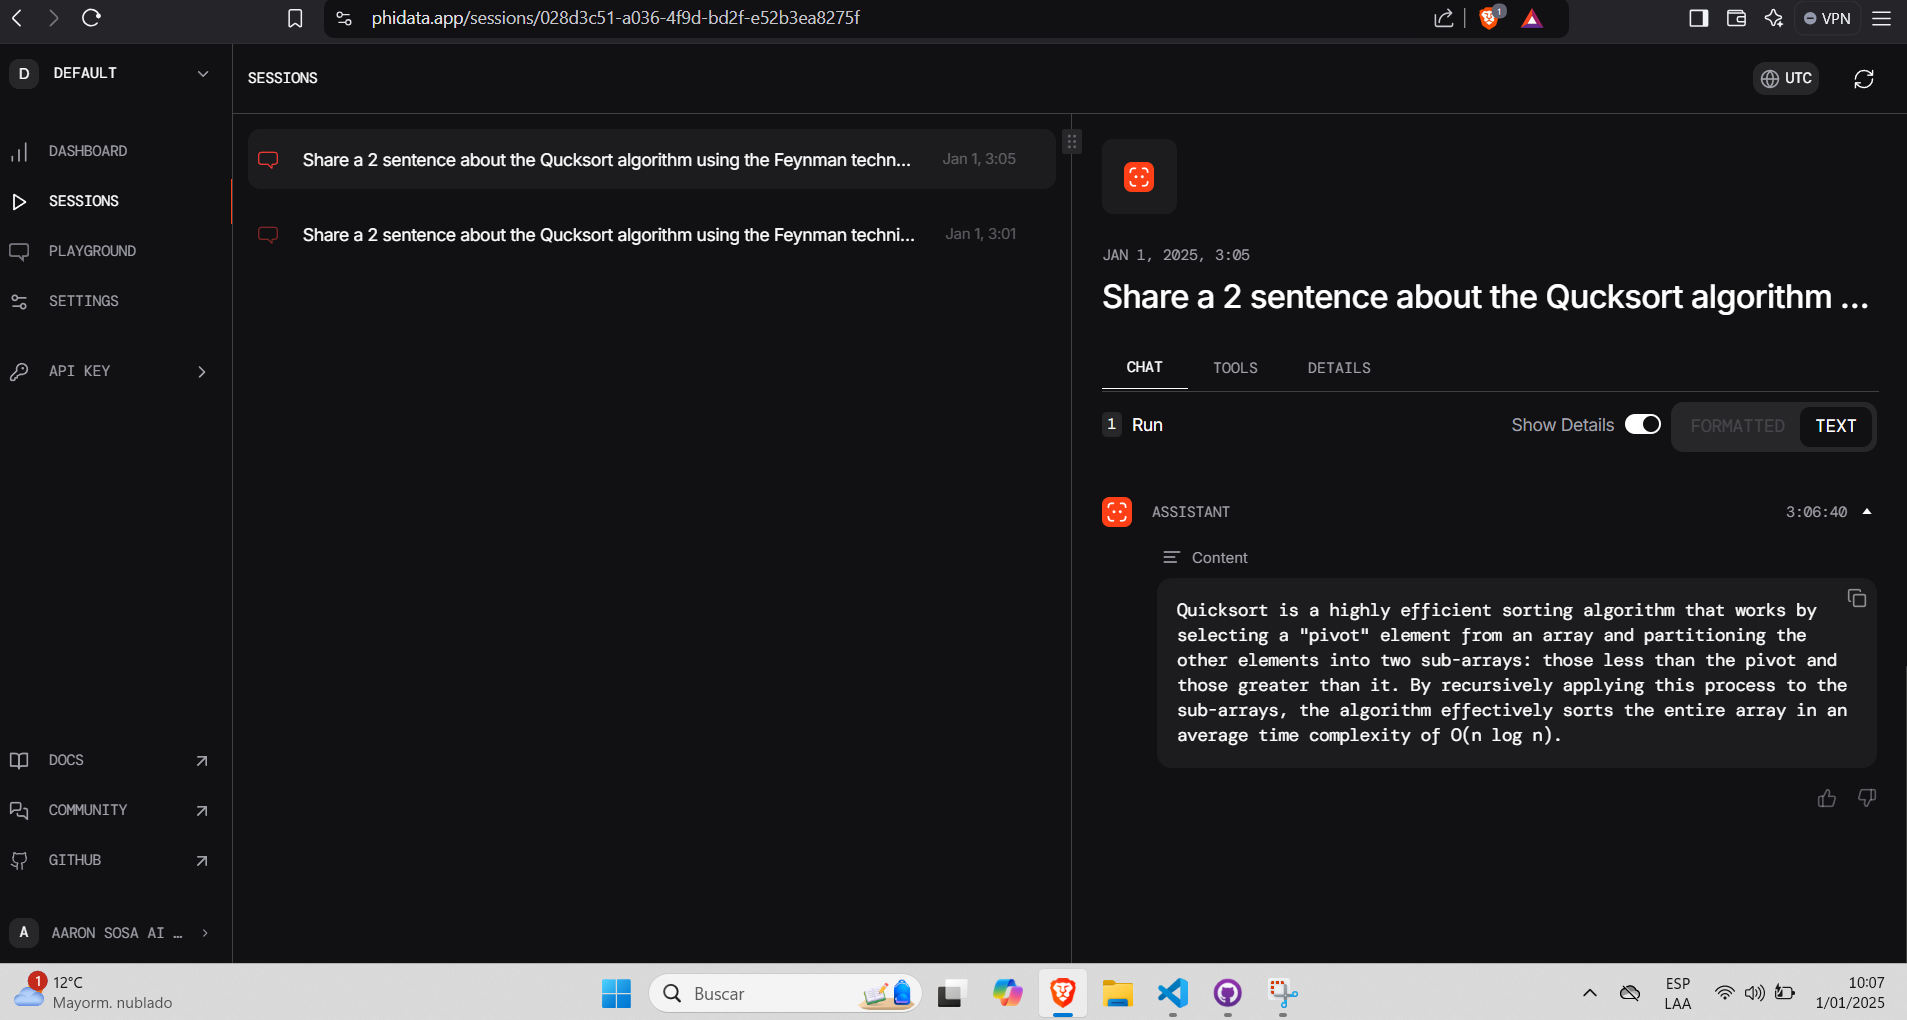 phidata.app/sessions/028d3c51-a036-4f9d-bd2f-e52b3ea8275f
1
VPN
D
DEFAULT
SESSIONS
UTC
DASHBOARD
SESSIONS
PLAYGROUND
SETTINGS
API KEY
DOCS
COMMUNITY
GITHUB
A
AARON SOSA AI …
Share a 2 sentence about the Qucksort algorithm using the Feynman techn...
Jan 1, 3:05
Share a 2 sentence about the Qucksort algorithm using the Feynman techni...
Jan 1, 3:01
JAN 1, 2025, 3:05
Share a 2 sentence about the Qucksort algorithm ...
CHAT
TOOLS
DETAILS
1
Run
Show Details
FORMATTED
TEXT
ASSISTANT
3:06:40
Content
Quicksort is a highly efficient sorting algorithm that works by
selecting a "pivot" element from an array and partitioning the
other elements into two sub-arrays: those less than the pivot and
those greater than it. By recursively applying this process to the
sub-arrays, the algorithm effectively sorts the entire array in an
average time complexity of O(n log n).
1
12°C
Mayorm. nublado
Buscar
ESP
LAA
10:07
1/01/2025